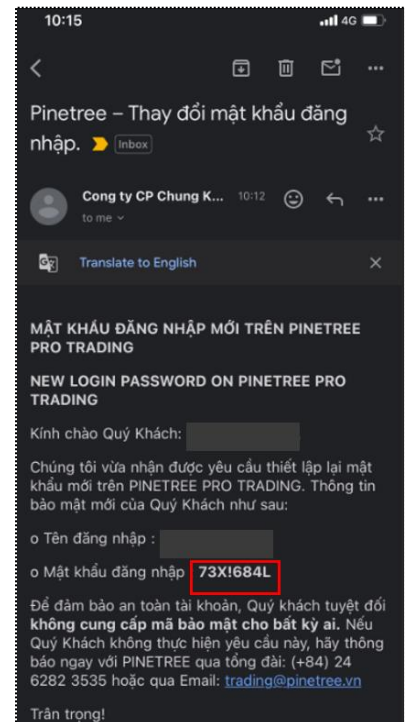 10:15
4G
Pinetree – Thay đổi mật khẩu đăng
nhập. Inbox
Cong ty CP Chung K... 10:12
to me
Translate to English
MẬT KHẨU ĐĂNG NHẬP MỚI TRÊN PINETREE
PRO TRADING
NEW LOGIN PASSWORD ON PINETREE PRO
TRADING
Kính chào Quý Khách:
Chúng tôi vừa nhận được yêu cầu thiết lập lại mật
khẩu mới trên PINETREE PRO TRADING. Thông tin
bảo mật mới của Quý Khách như sau:
o Tên đăng nhập :
o Mật khẩu đăng nhập 73X!684L
Để đảm bảo an toàn tài khoản, Quý khách tuyệt đối
không cung cấp mã bảo mật cho bất kỳ ai. Nếu
Quý Khách không thực hiện yêu cầu này, hãy thông
báo ngay với PINETREE qua tổng đài: (+84) 24
6282 3535 hoặc qua Email: trading@pinetree.vn
Trân trọng!